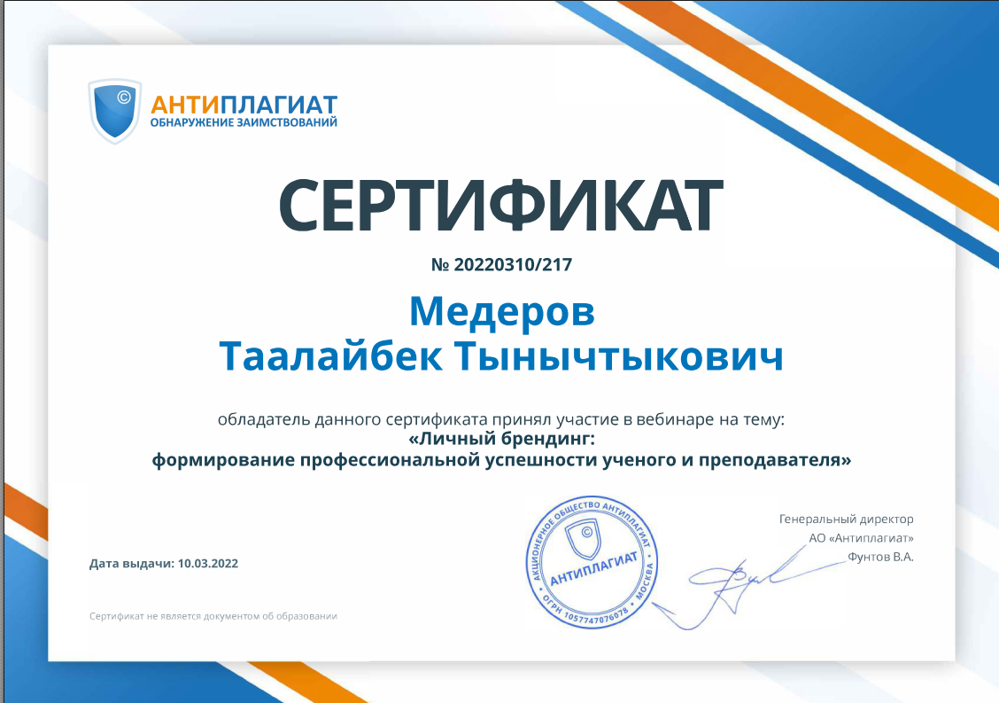 ©
АНТИПЛАГИАТ
ОБНАРУЖЕНИЕ ЗАИМСТВОВАНИЙ
СЕРТИФИКАТ
№ 20220310/217
Медеров
Таалайбек Тынычтыкович
обладатель данного сертификата принял участие в вебинаре на тему:
«Личный брендинг:
формирование профессиональной успешности ученого и преподавателя»
Генеральный директор
АО «Антиплагиат»
Фунтов В.А.
АКЦИОНЕРНОЕ ОБЩЕСТВО АНТИПЛАГИАТ • МОСКВА • ОГРН 1057747076078 •
©
АНТИПЛАГИАТ
Дата выдачи: 10.03.2022
Сертификат не является документом об образовании